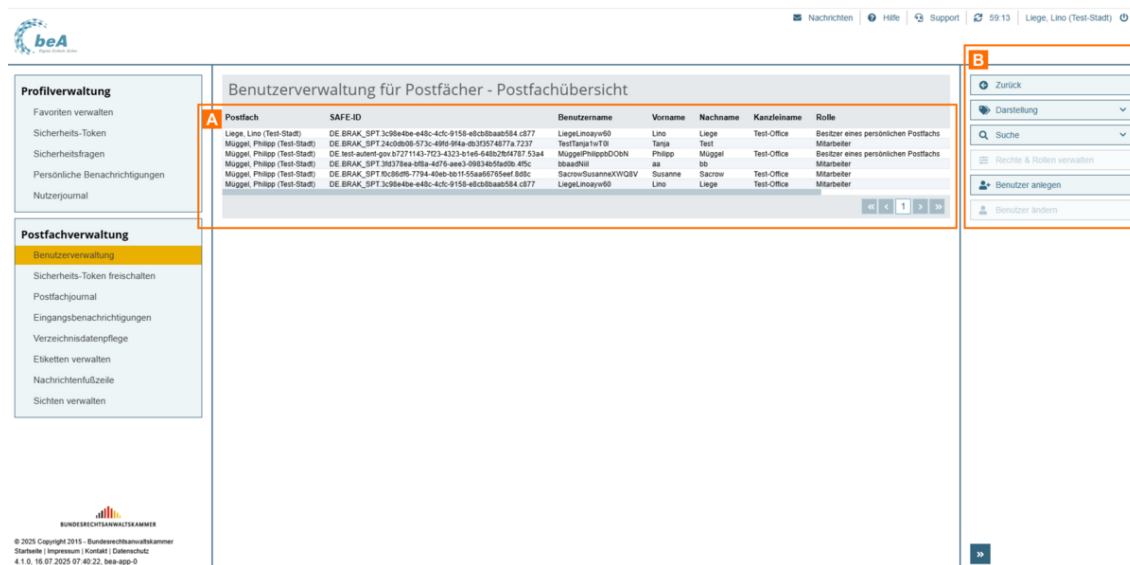 Nachrichten | Hilfe | Support | 59:13 | Liege, Lino (Test-Stadt)
beA
B
Profilverwaltung
Favoriten verwalten
Sicherheits-Token
Sicherheitsfragen
Persönliche Benachrichtigungen
Nutzerjournal
Postfachverwaltung
Benutzerverwaltung
Sicherheits-Token freischalten
Postfachjournal
Eingangsbenachrichtigungen
Verzeichnisdatenpflege
Etiketten verwalten
Nachrichtenfußzeile
Sichten verwalten
BUNDESRECHTSANWALTSKAMMER
© 2025 Copyright 2015 - Bundesrechtsanwaltskammer
Startseite | Impressum | Kontakt | Datenschutz
4.1.0, 16.07.2025 07:40:22, bea-app-0
Benutzerverwaltung für Postfächer - Postfachübersicht
A
Postfach SAFE-ID Benutzername Vorname Nachname Kanzleiname Rolle
Liege, Lino (Test-Stadt) DE.BRAK_SPT.3c98e4be-e48c-4cfc-9158-e8cb8baab584.c877 LiegeLinoayw60 Lino Liege Test-Office Besitzer eines persönlichen Postfachs
Müggel, Philipp (Test-Stadt) DE.BRAK_SPT.24c0db08-573c-49fd-9f4a-db3f3574877a.7237 TestTanja1wT0I Tanja Test Mitarbeiter
Müggel, Philipp (Test-Stadt) DE.test-autent-gov.b7271143-7f23-4323-b1e6-648b2fbf4787.53a4 MüggelPhilippbDObN Philipp Müggel Test-Office Besitzer eines persönlichen Postfachs
Müggel, Philipp (Test-Stadt) DE.BRAK_SPT.3fd378ea-bf8a-4d76-aee3-09834b5fad0b.4f5c bbaadNiil aa bb Mitarbeiter
Müggel, Philipp (Test-Stadt) DE.BRAK_SPT.f0c86df6-7794-40eb-bb1f-55aa66765eef.8d8c SacrowSusanneXWQ8V Susanne Sacrow Test-Office Mitarbeiter
Müggel, Philipp (Test-Stadt) DE.BRAK_SPT.3c98e4be-e48c-4cfc-9158-e8cb8baab584.c877 LiegeLinoayw60 Lino Liege Test-Office Mitarbeiter
« < 1 > »
Zurück
Darstellung
Suche
Rechte & Rollen verwalten
Benutzer anlegen
Benutzer ändern
»